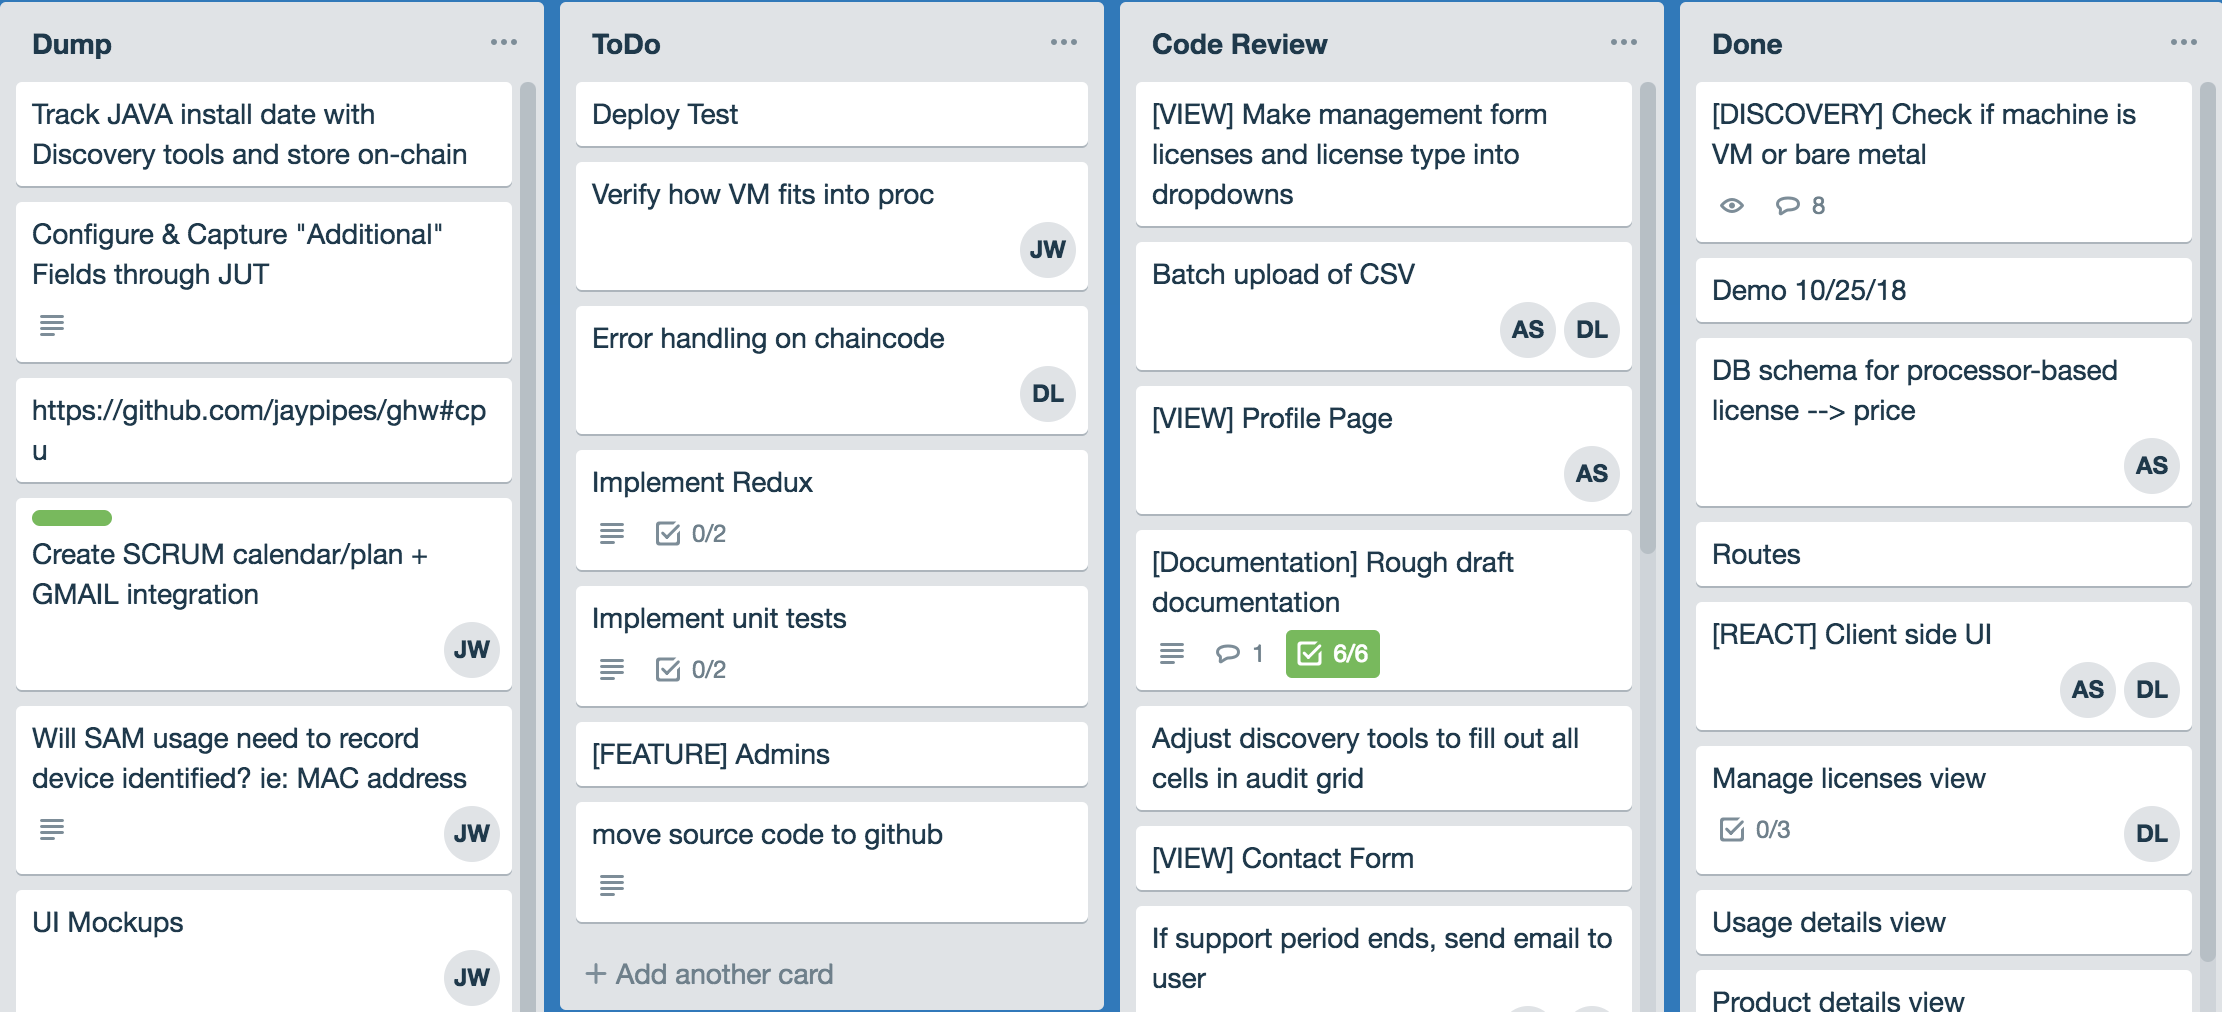 Dump
Track JAVA install date with
Discovery tools and store on-chain
Configure & Capture "Additional"
Fields through JUT
https://github.com/jaypipes/ghw#cp
u
Create SCRUM calendar/plan +
GMAIL integration
JW
Will SAM usage need to record
device identified? ie: MAC address
JW
UI Mockups
JW
ToDo
Deploy Test
Verify how VM fits into proc
JW
Error handling on chaincode
DL
Implement Redux
0/2
Implement unit tests
0/2
[FEATURE] Admins
move source code to github
+ Add another card
Code Review
[VIEW] Make management form
licenses and license type into
dropdowns
Batch upload of CSV
AS DL
[VIEW] Profile Page
AS
[Documentation] Rough draft
documentation
1 6/6
Adjust discovery tools to fill out all
cells in audit grid
[VIEW] Contact Form
If support period ends, send email to
user
Done
[DISCOVERY] Check if machine is
VM or bare metal
8
Demo 10/25/18
DB schema for processor-based
license --> price
AS
Routes
[REACT] Client side UI
AS DL
Manage licenses view
0/3 DL
Usage details view
Product details view